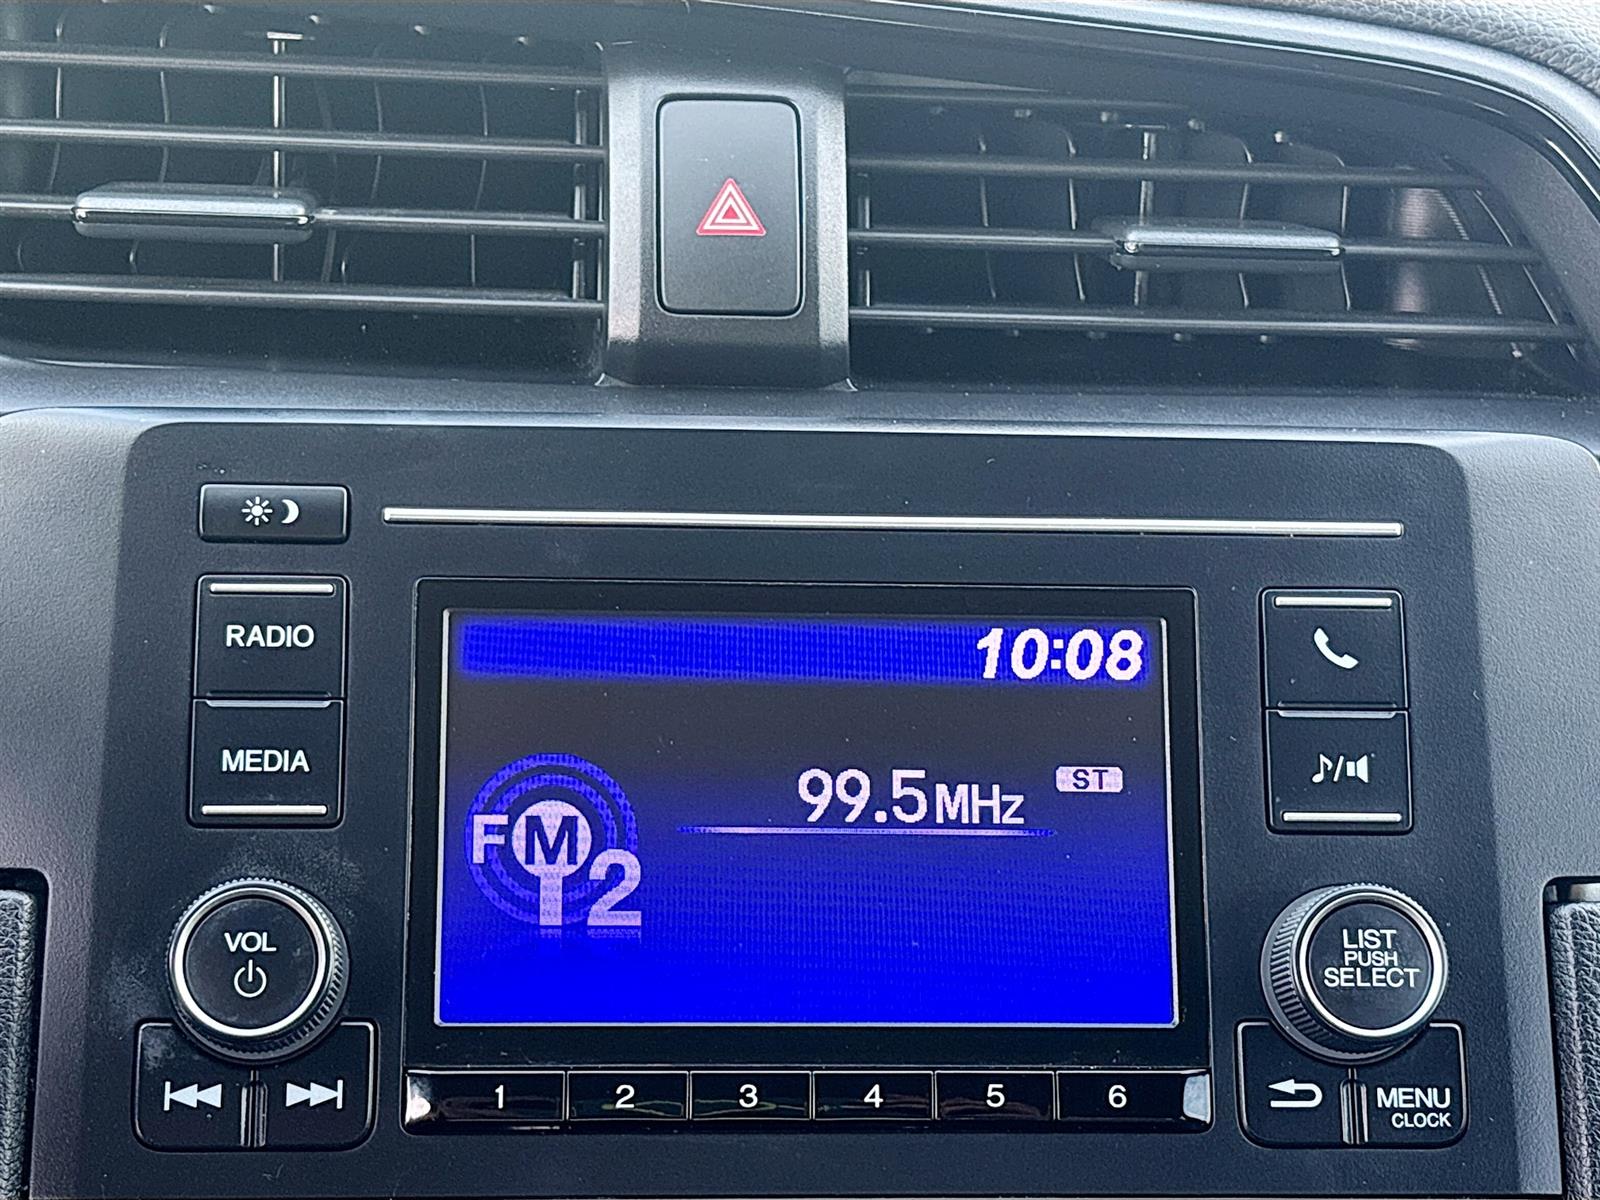 10:08
RADIO
MEDIA
99.5MHz
ST
FM2
VOL
LIST
PUSH
SELECT
1 2 3 4 5 6
MENU
CLOCK